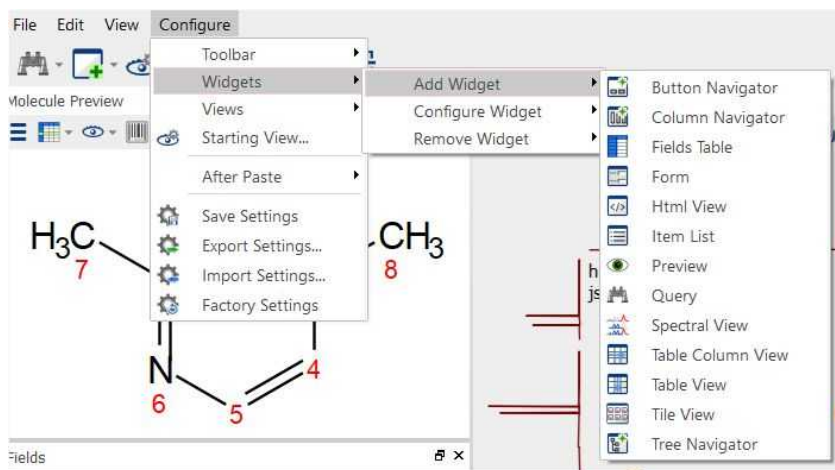 File Edit View Configure
Toolbar
Widgets
Views
Starting View...
After Paste
Save Settings
Export Settings...
Import Settings...
Factory Settings
Add Widget
Configure Widget
Remove Widget
Button Navigator
Column Navigator
Fields Table
Form
Html View
Item List
Preview
Query
Spectral View
Table Column View
Table View
Tile View
Tree Navigator
Molecule Preview
H3C
7
CH3
8
N
6
5
4
h
js
Fields